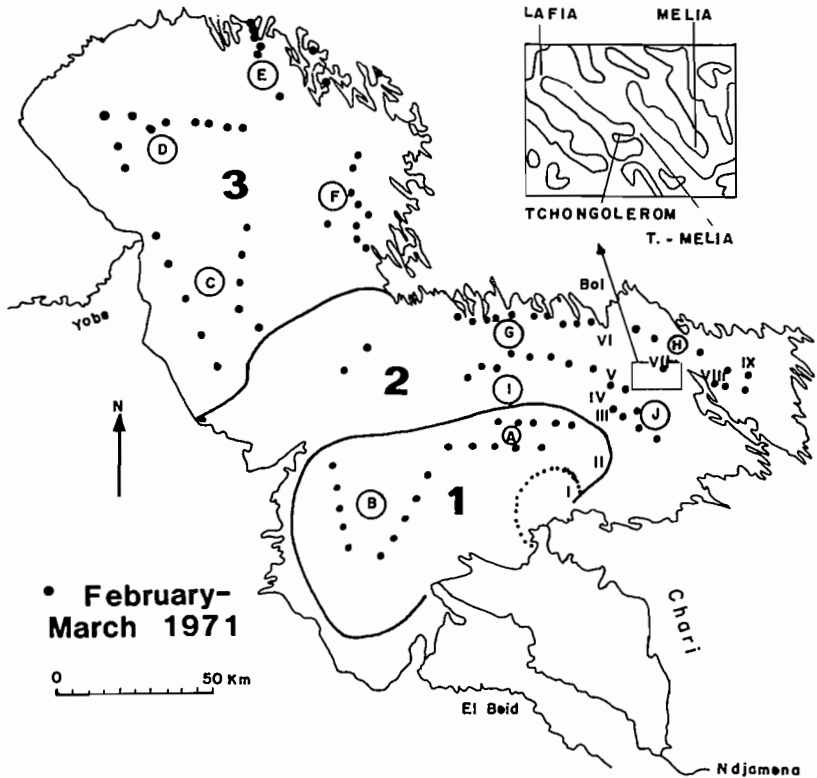 LAFIA MELIA
E
D
3
F
TCHONGOLEROM
T.-MELIA
C
Bol
Yobe
G
VI
H
VII
IX
2
V
VIII
I
IV
III
J
N
A
II
B
1
I
• February-
March 1971
Chari
0 50 Km
El Beid
Ndjamena